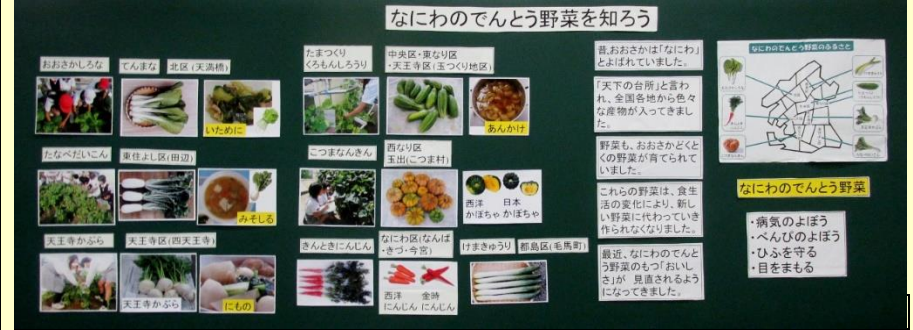 なにわのでんとう野菜を知ろう
おおさかしろな
てんまな
北区(天満橋)
いために
たなべだいこん
東住よし区(田辺)
みそしる
天王寺かぶら
天王寺区(四天王寺)
天王寺かぶら
にもの
たまつくり
くろもんしろうり
中央区・東なり区
・天王寺区(玉つくり地区)
あんかけ
こつまなんきん
西なり区
玉出(こつま村)
西洋
かぼちゃ
日本
かぼちゃ
きんときにんじん
なにわ区(なんば
・きづ・今宮)
西洋
にんじん
金時
にんじん
けまきゅうり
都島区(毛馬町)
昔、おおさかは「なにわ」
とよばれていました。
「天下の台所」と言わ
れ、全国各地から色々
な産物が入ってきまし
た。
野菜も、おおさかどくと
くの野菜が育てられて
いました。
これらの野菜は、食生
活の変化により、新し
い野菜に代わっていき
作られなくなりました。
最近、なにわのでんと
う野菜のもつ「おいし
さ」が 見直されるよう
になってきました。
なにわのでんとう野菜のふるさと
なにわのでんとう野菜
・病気のよぼう
・べんぴのよぼう
・ひふを守る
・目をまもる